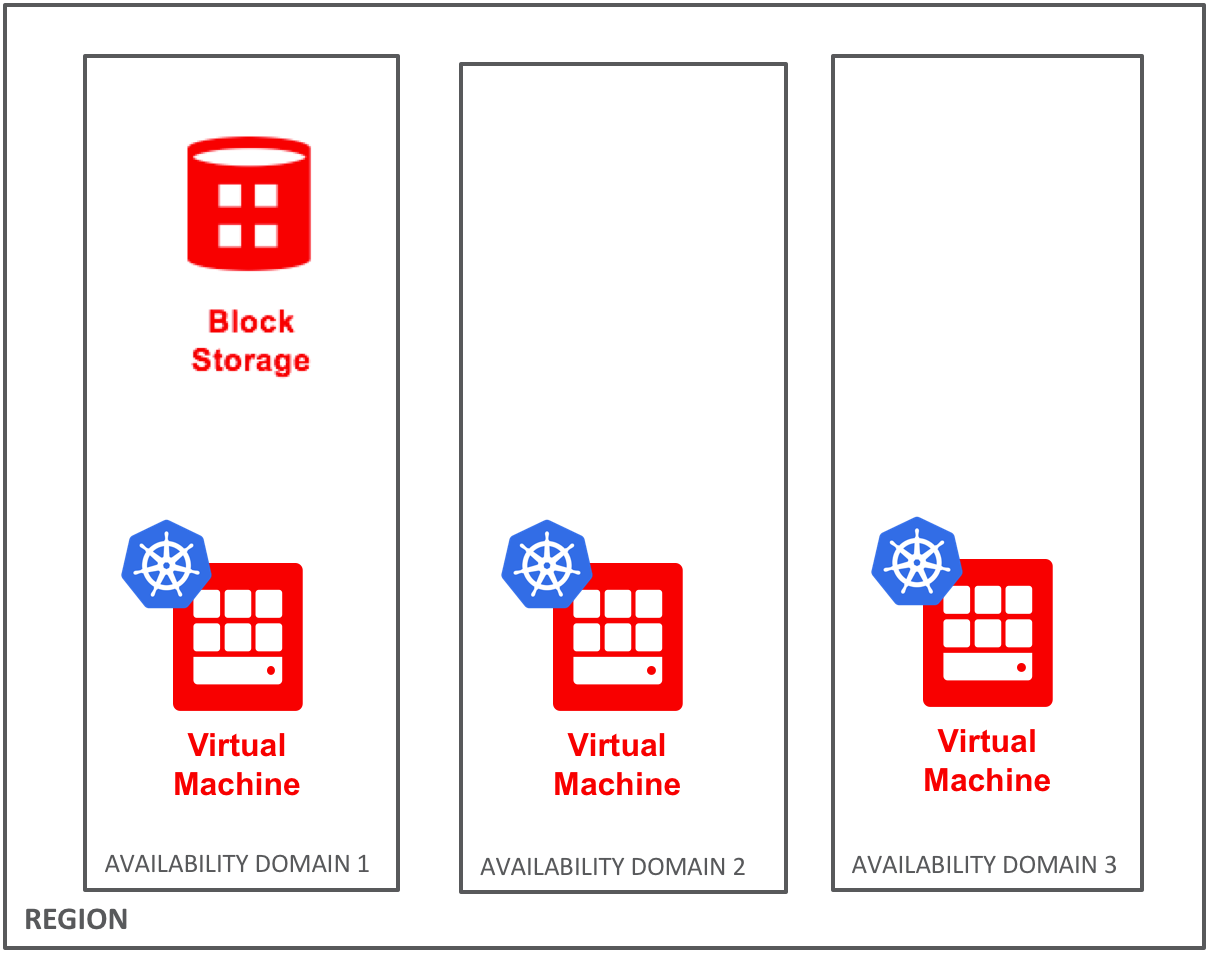 Block
Storage
Virtual
Machine
AVAILABILITY DOMAIN 1
Virtual
Machine
AVAILABILITY DOMAIN 2
Virtual
Machine
AVAILABILITY DOMAIN 3
REGION